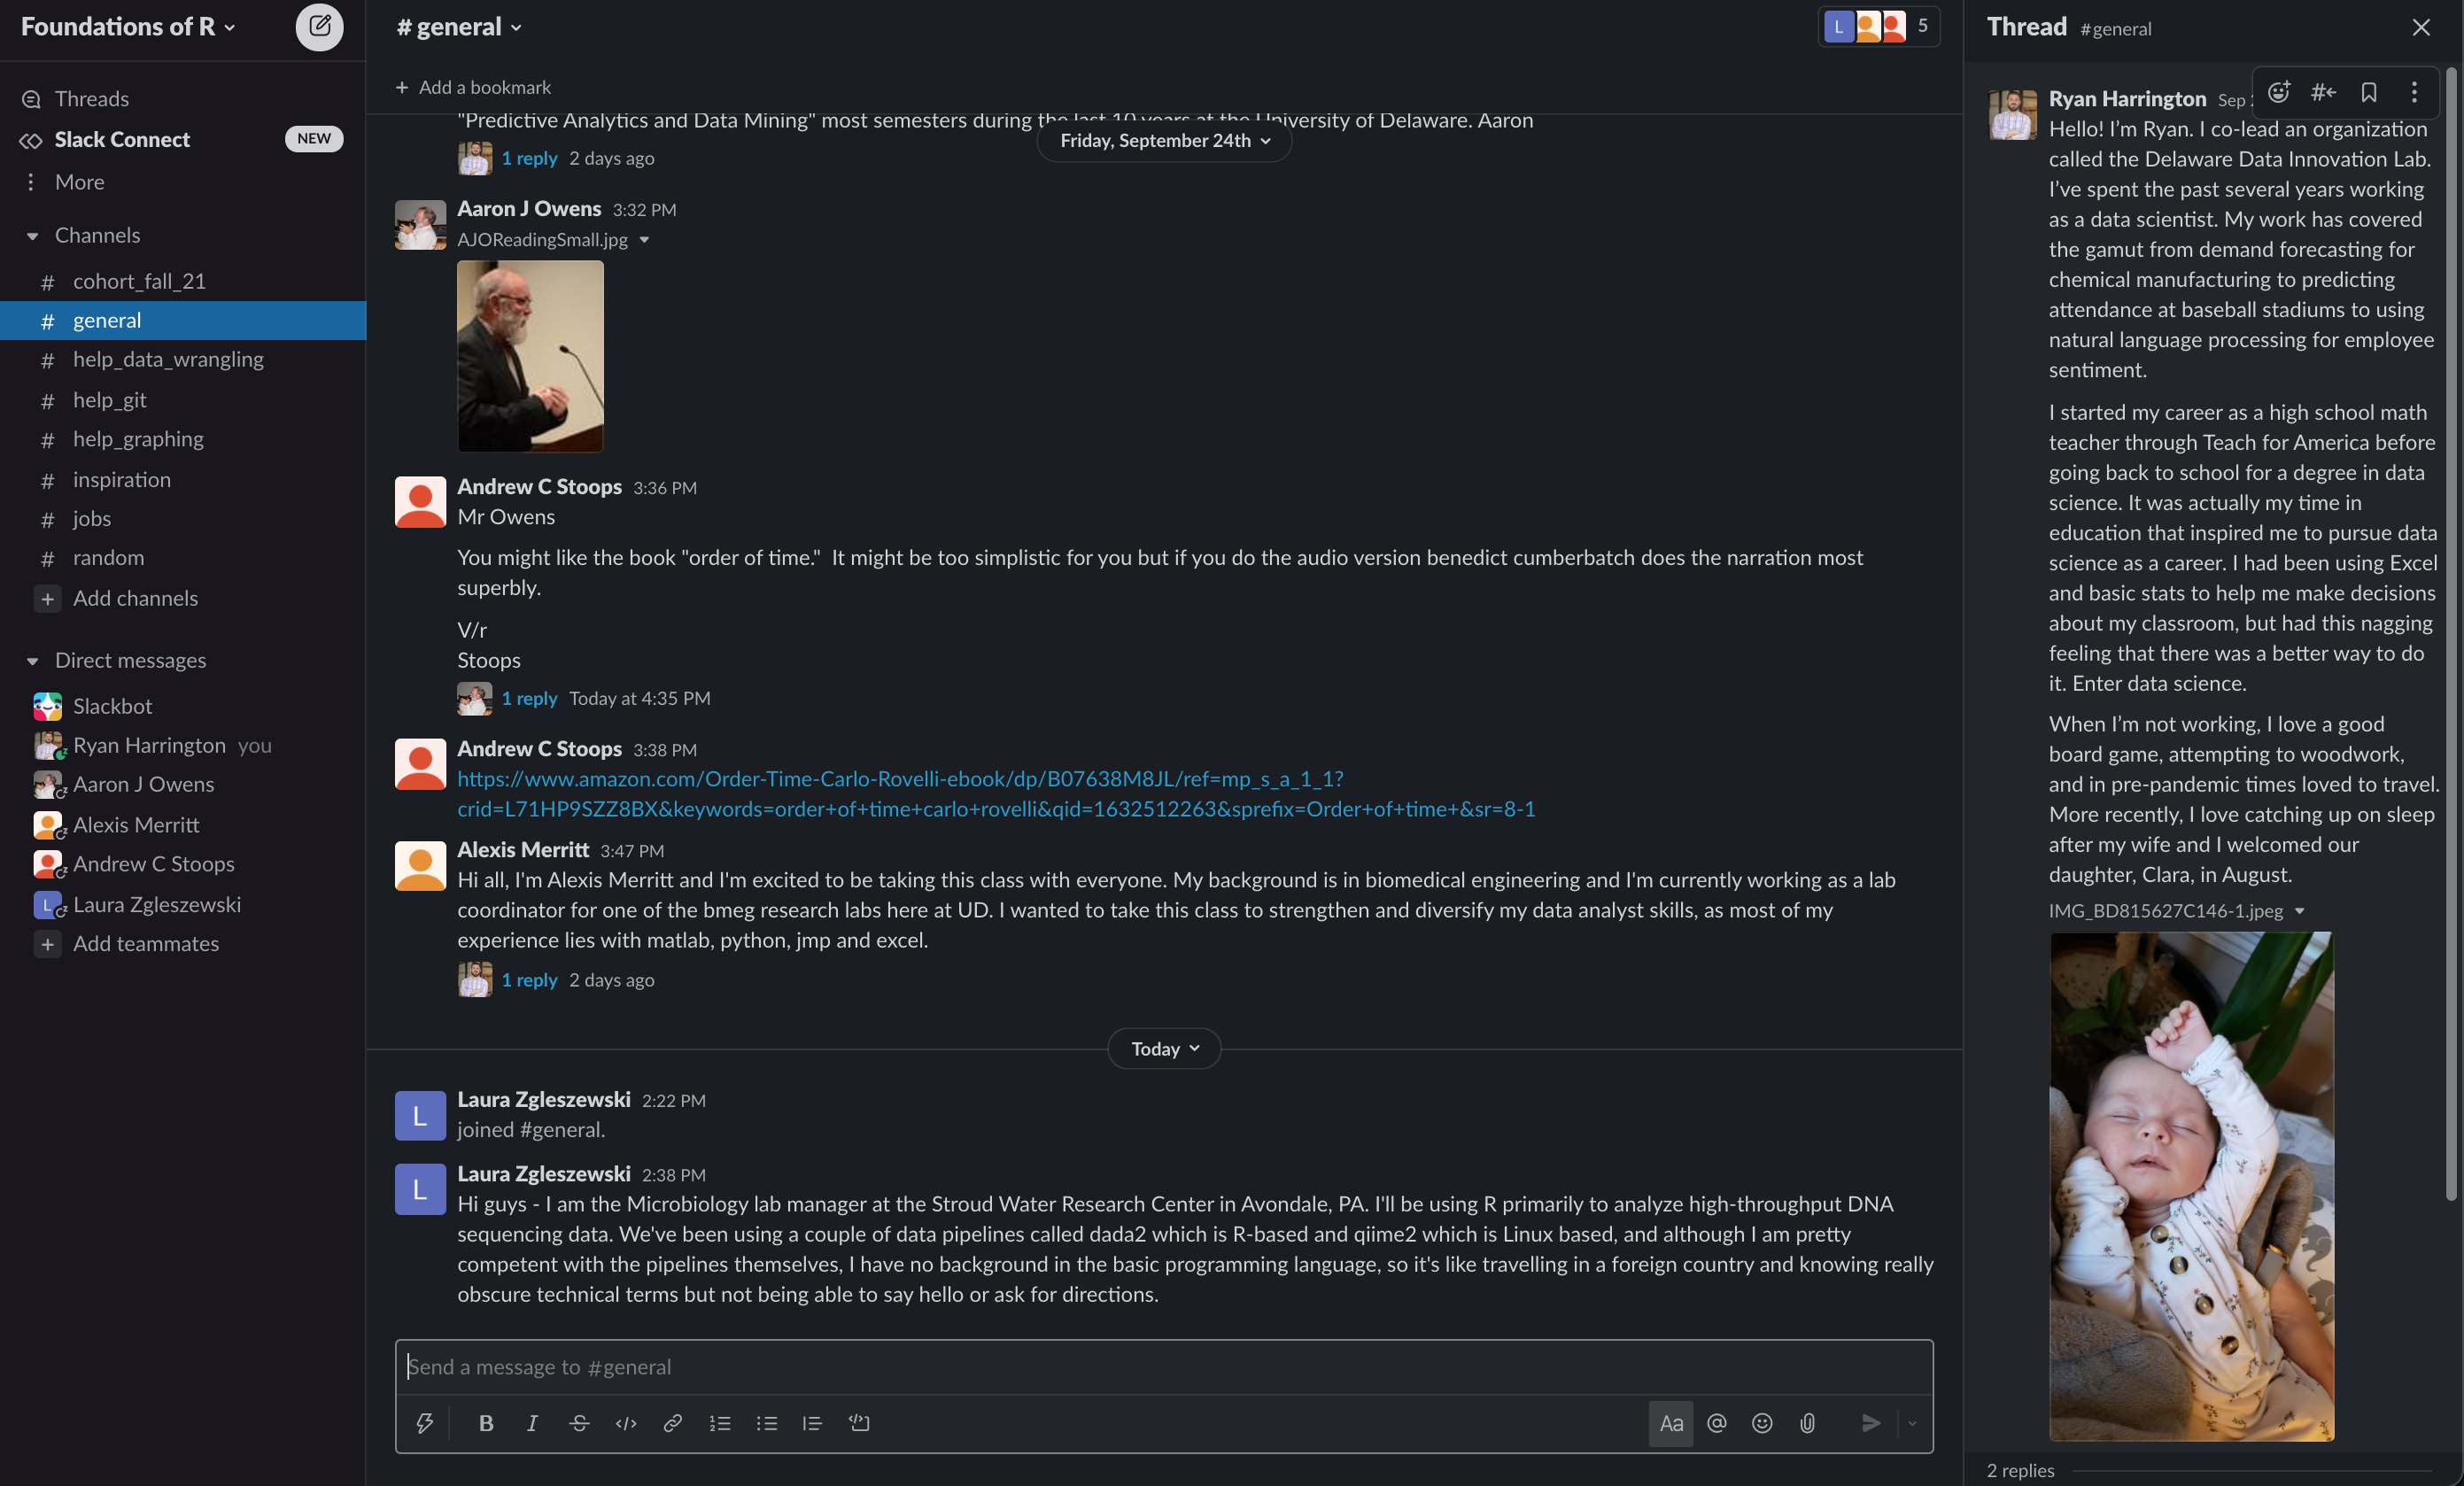 Foundations of R
Threads
Slack Connect NEW
More
Channels
# cohort_fall_21
# general
# help_data_wrangling
# help_git
# help_graphing
# inspiration
# jobs
# random
+ Add channels
Direct messages
Slackbot
Ryan Harrington you
Aaron J Owens
Alexis Merritt
Andrew C Stoops
L Laura Zgleszewski
+ Add teammates
# general
L 5
+ Add a bookmark
"Predictive Analytics and Data Mining" most semesters during the last 10 years at the University of Delaware. Aaron
Friday, September 24th
1 reply 2 days ago
Aaron J Owens 3:32 PM
AJOReadingSmall.jpg
Andrew C Stoops 3:36 PM
Mr Owens
You might like the book "order of time."  It might be too simplistic for you but if you do the audio version benedict cumberbatch does the narration most
superbly.
V/r
Stoops
1 reply Today at 4:35 PM
Andrew C Stoops 3:38 PM
https://www.amazon.com/Order-Time-Carlo-Rovelli-ebook/dp/B07638M8JL/ref=mp_s_a_1_1?
crid=L71HP9SZZ8BX&keywords=order+of+time+carlo+rovelli&qid=1632512263&sprefix=Order+of+time+&sr=8-1
Alexis Merritt 3:47 PM
Hi all, I'm Alexis Merritt and I'm excited to be taking this class with everyone. My background is in biomedical engineering and I'm currently working as a lab
coordinator for one of the bmeg research labs here at UD. I wanted to take this class to strengthen and diversify my data analyst skills, as most of my
experience lies with matlab, python, jmp and excel.
1 reply 2 days ago
Today
L
Laura Zgleszewski 2:22 PM
joined #general.
L
Laura Zgleszewski 2:38 PM
Hi guys - I am the Microbiology lab manager at the Stroud Water Research Center in Avondale, PA. I'll be using R primarily to analyze high-throughput DNA
sequencing data. We've been using a couple of data pipelines called dada2 which is R-based and qiime2 which is Linux based, and although I am pretty
competent with the pipelines themselves, I have no background in the basic programming language, so it's like travelling in a foreign country and knowing really
obscure technical terms but not being able to say hello or ask for directions.
Send a message to #general
B I S </> Aa @
Thread #general
Ryan Harrington Sep
Hello! I'm Ryan. I co-lead an organization
called the Delaware Data Innovation Lab.
I've spent the past several years working
as a data scientist. My work has covered
the gamut from demand forecasting for
chemical manufacturing to predicting
attendance at baseball stadiums to using
natural language processing for employee
sentiment.
I started my career as a high school math
teacher through Teach for America before
going back to school for a degree in data
science. It was actually my time in
education that inspired me to pursue data
science as a career. I had been using Excel
and basic stats to help me make decisions
about my classroom, but had this nagging
feeling that there was a better way to do
it. Enter data science.
When I'm not working, I love a good
board game, attempting to woodwork,
and in pre-pandemic times loved to travel.
More recently, I love catching up on sleep
after my wife and I welcomed our
daughter, Clara, in August.
IMG_BD815627C146-1.jpeg
2 replies